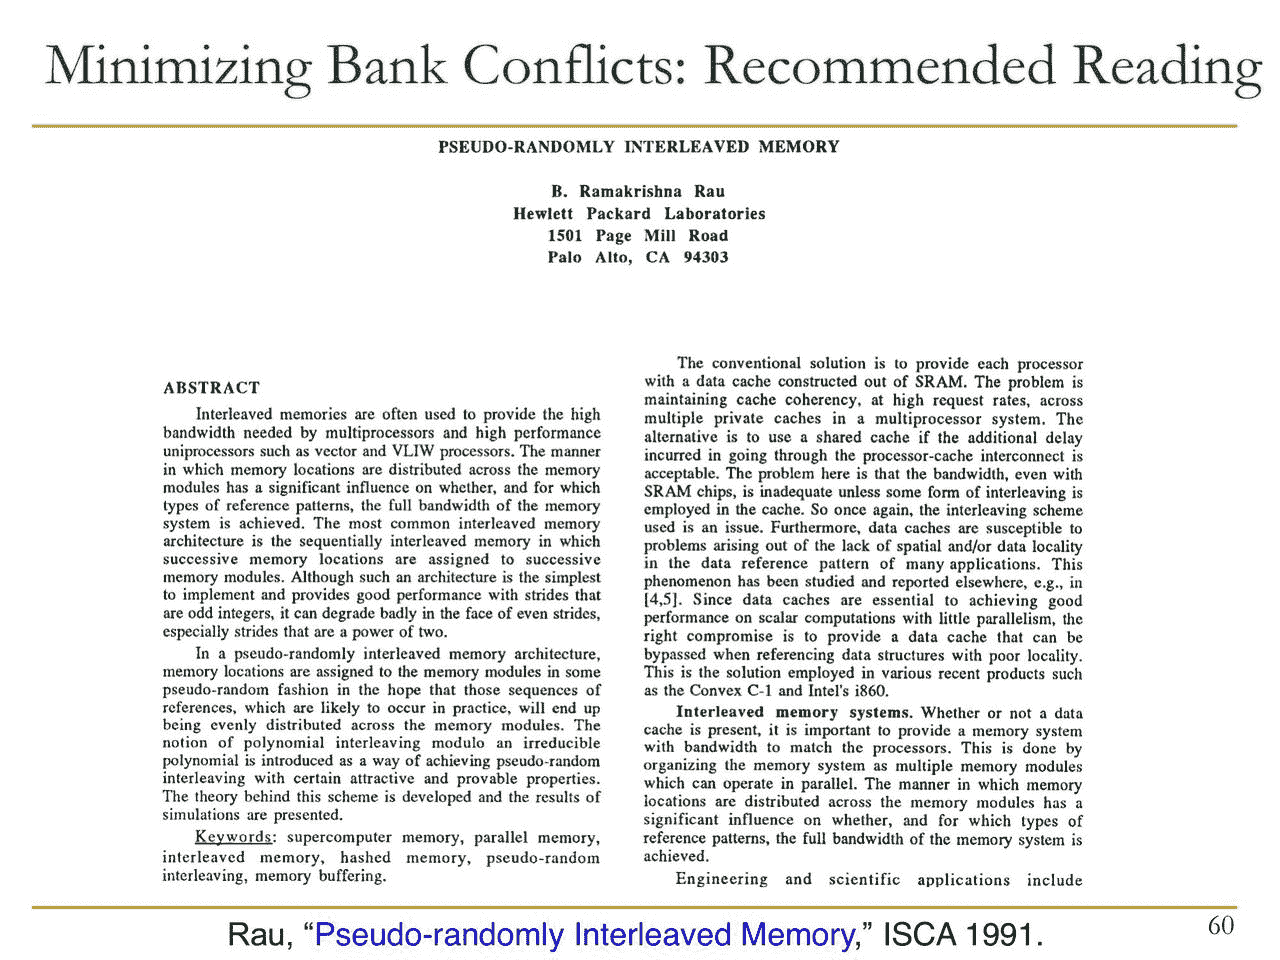 Minimizing Bank Conflicts: Recommended Reading
PSEUDO-RANDOMLY INTERLEAVED MEMORY
B. Ramakrishna Rau
Hewlett Packard Laboratories
1501 Page Mill Road
Palo Alto, CA 94303
ABSTRACT
Interleaved memories are often used to provide the high
bandwidth needed by multiprocessors and high performance
uniprocessors such as vector and VLIW processors. The manner
in which memory locations are distributed across the memory
modules has a significant influence on whether, and for which
types of reference patterns, the full bandwidth of the memory
system is achieved. The most common interleaved memory
architecture is the sequentially interleaved memory in which
successive memory locations are assigned to successive
memory modules. Although such an architecture is the simplest
to implement and provides good performance with strides that
are odd integers, it can degrade badly in the face of even strides,
especially strides that are a power of two.
In a pseudo-randomly interleaved memory architecture,
memory locations are assigned to the memory modules in some
pseudo-random fashion in the hope that those sequences of
references, which are likely to occur in practice, will end up
being evenly distributed across the memory modules. The
notion of polynomial interleaving modulo an irreducible
polynomial is introduced as a way of achieving pseudo-random
interleaving with certain attractive and provable properties.
The theory behind this scheme is developed and the results of
simulations are presented.
Keywords: supercomputer memory, parallel memory,
interleaved memory, hashed memory, pseudo-random
interleaving, memory buffering.
The conventional solution is to provide each processor
with a data cache constructed out of SRAM. The problem is
maintaining cache coherency, at high request rates, across
multiple private caches in a multiprocessor system. The
alternative is to use a shared cache if the additional delay
incurred in going through the processor-cache interconnect is
acceptable. The problem here is that the bandwidth, even with
SRAM chips, is inadequate unless some form of interleaving is
employed in the cache. So once again, the interleaving scheme
used is an issue. Furthermore, data caches are susceptible to
problems arising out of the lack of spatial and/or data locality
in the data reference pattern of many applications. This
phenomenon has been studied and reported elsewhere, e.g., in
[4,5]. Since data caches are essential to achieving good
performance on scalar computations with little parallelism, the
right compromise is to provide a data cache that can be
bypassed when referencing data structures with poor locality.
This is the solution employed in various recent products such
as the Convex C-1 and Intel's i860.
Interleaved memory systems. Whether or not a data
cache is present, it is important to provide a memory system
with bandwidth to match the processors. This is done by
organizing the memory system as multiple memory modules
which can operate in parallel. The manner in which memory
locations are distributed across the memory modules has a
significant influence on whether, and for which types of
reference patterns, the full bandwidth of the memory system is
achieved.
Engineering and scientific applications include
Rau, “Pseudo-randomly Interleaved Memory,” ISCA 1991.
60